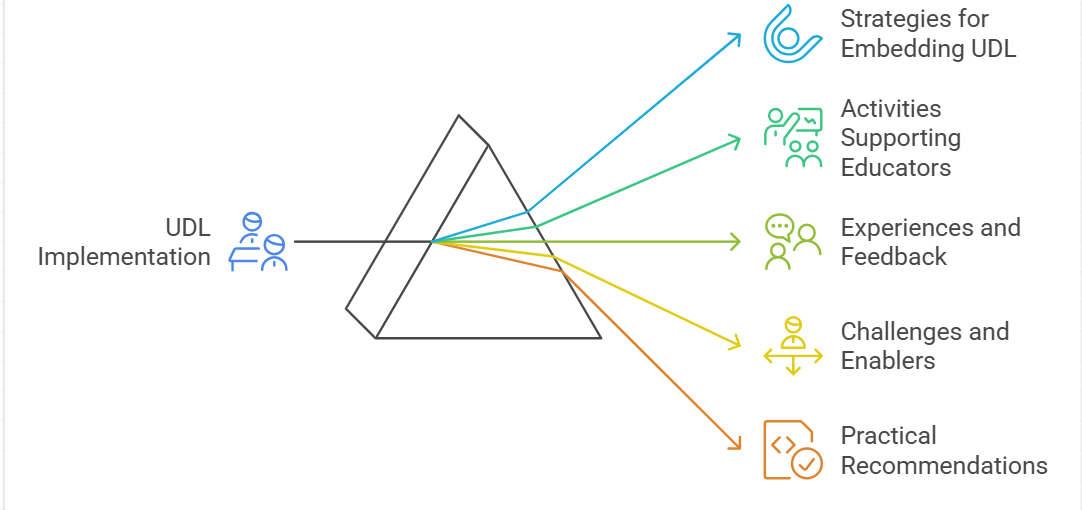 UDL
Implementation
Strategies for
Embedding UDL
Activities
Supporting
Educators
Experiences and
Feedback
Challenges and
Enablers
Practical
Recommendations